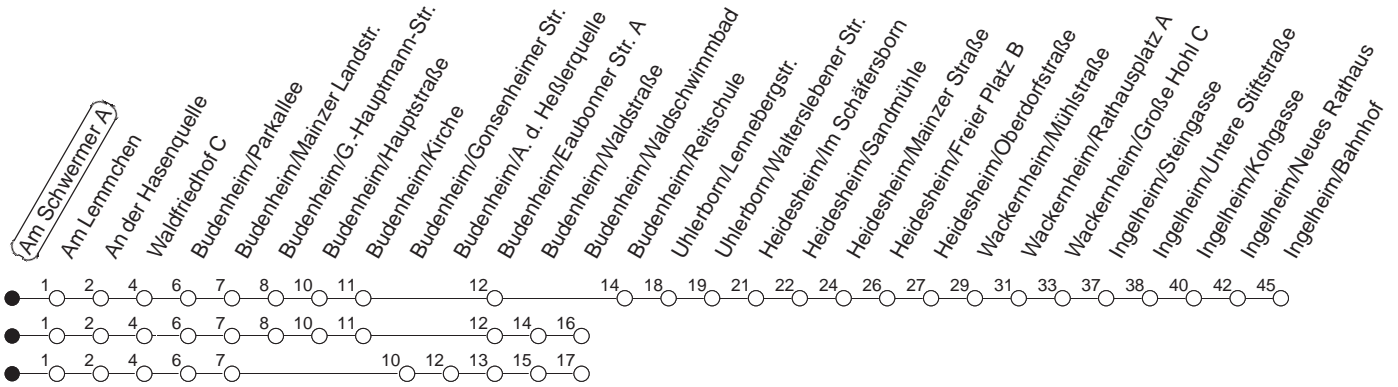 Am Schwermer A
Am Lemmchen
An der Hasenquelle
Waldfriedhof C
Budenheim/Parkallee
Budenheim/Mainzer Landstr.
Budenheim/G.-Hauptmann-Str.
Budenheim/Hauptstraße
Budenheim/Kirche
Budenheim/Gonsenheimer Str.
Budenheim/A. d. Heßlerquelle
Budenheim/Eaubonner Str. A
Budenheim/Waldstraße
Budenheim/Waldschwimmbad
Budenheim/Reitschule
Uhlerborn/Lennebergstr.
Uhlerborn/Walterslebener Str.
Heidesheim/Im Schäfersborn
Heidesheim/Sandmühle
Heidesheim/Mainzer Straße
Heidesheim/Freier Platz B
Heidesheim/Oberdorfstraße
Wackernheim/Mühlstraße
Wackernheim/Rathausplatz A
Wackernheim/Große Hohl C
Ingelheim/Steingasse
Ingelheim/Untere Stiftstraße
Ingelheim/Kohgasse
Ingelheim/Neues Rathaus
Ingelheim/Bahnhof
1 2 4 6 7 8 10 11 12 14 18 19 21 22 24 26 27 29 31 33 37 38 40 42 45
1 2 4 6 7 8 10 11 12 14 16
1 2 4 6 7 10 12 13 15 17